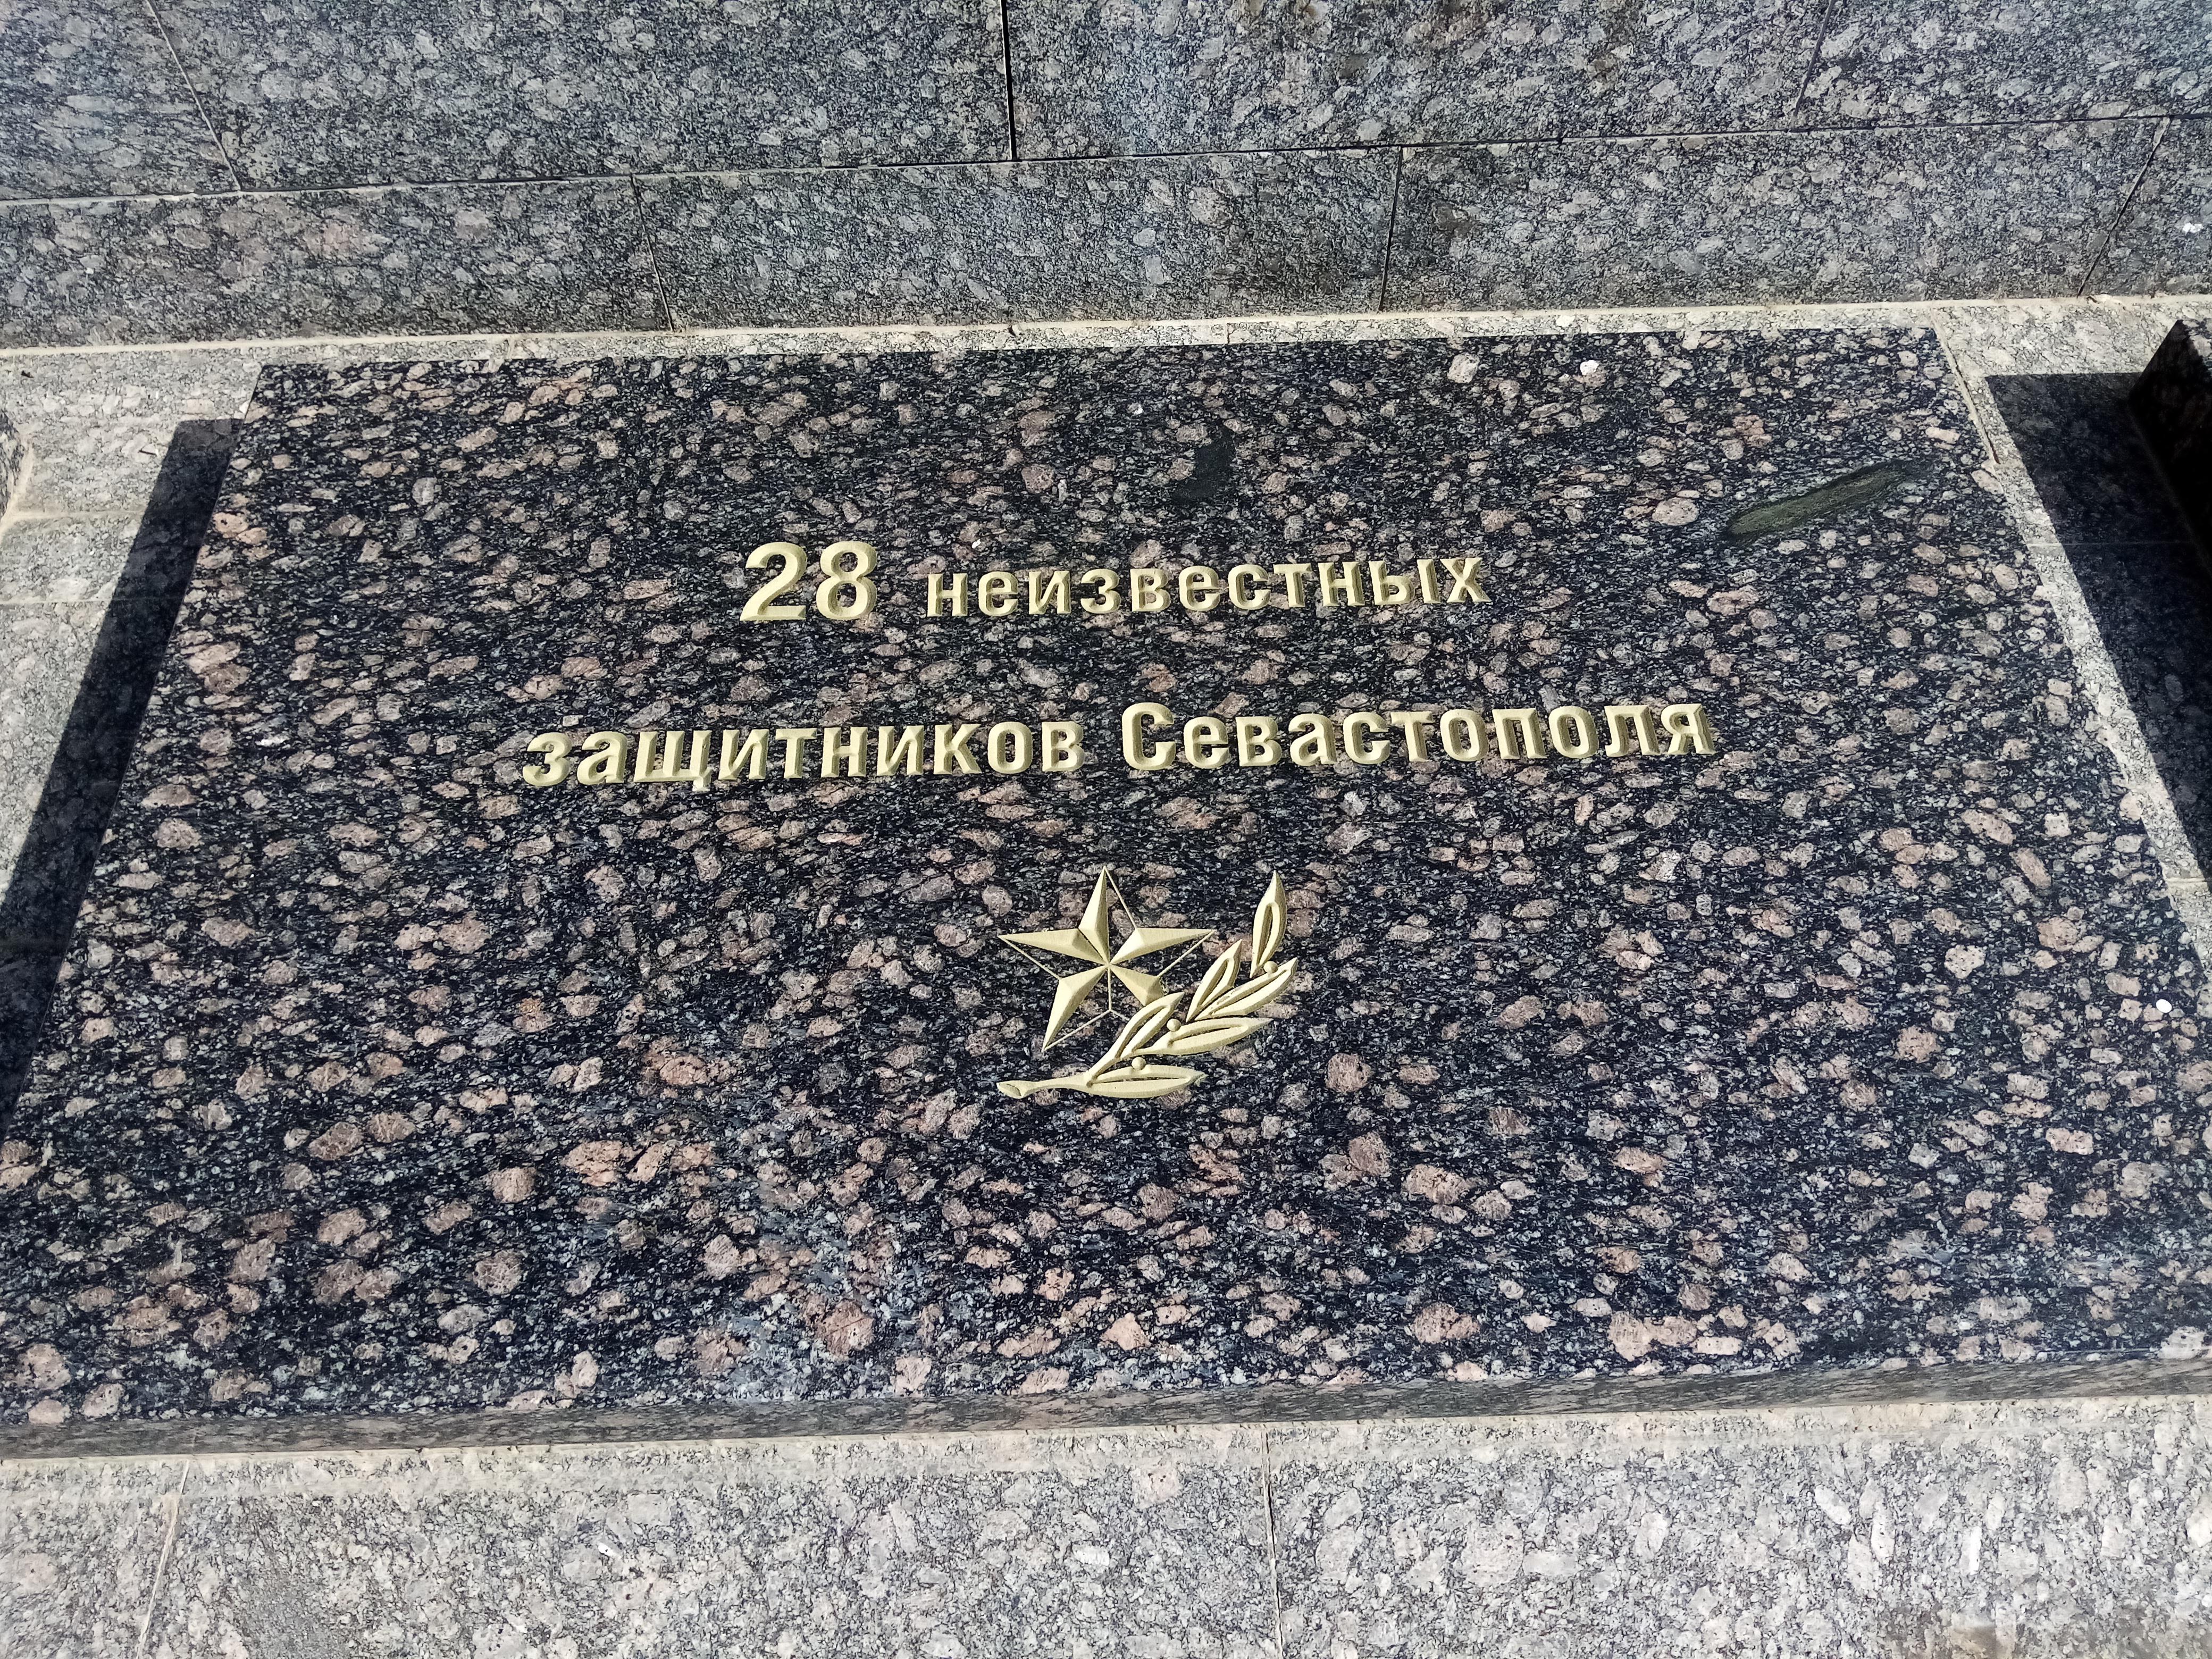 28 неизвестных
защитников Севастополя